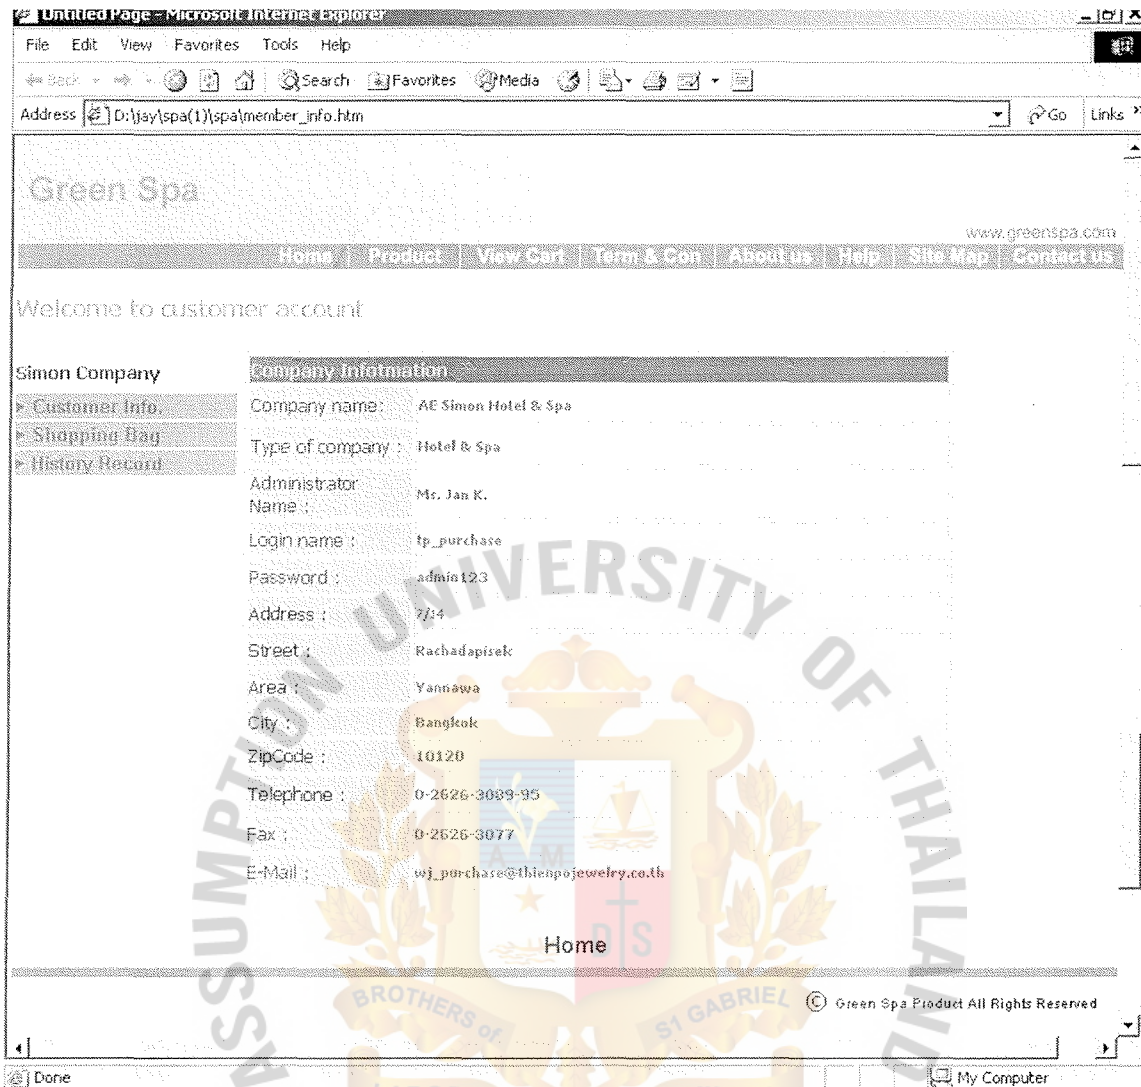 Untitled Page - Microsoft Internet Explorer
File Edit View Favorites Tools Help
Back Search Favorites Media
Address D:\jay\spa(1)\spa\member_info.htm Go Links »
Green Spa
www.greenspa.com
Home | Product | View Cart | Term & Con | About us | Help | Site Map | Contact us
Welcome to customer account
Simon Company
Customer Info.
Shopping Bag
History Record
Company Infotmation
Company name: AE Simon Hotel & Spa
Type of company : Hotel & Spa
Administrator Name : Mr. Jan K.
Login name : tp_purchase
Password : admin123
Address : 7/14
Street : Rachadapisek
Area : Yannawa
City : Bangkok
ZipCode : 10120
Telephone : 0-2626-3089-95
Fax : 0-2626-3077
E-Mail : wj_purchase@thienpojewelry.co.th
Home
© Green Spa Product All Rights Reserved
Done My Computer
ASSUMPTION UNIVERSITY OF THAILAND
A M
D S
BROTHERS of St GABRIEL